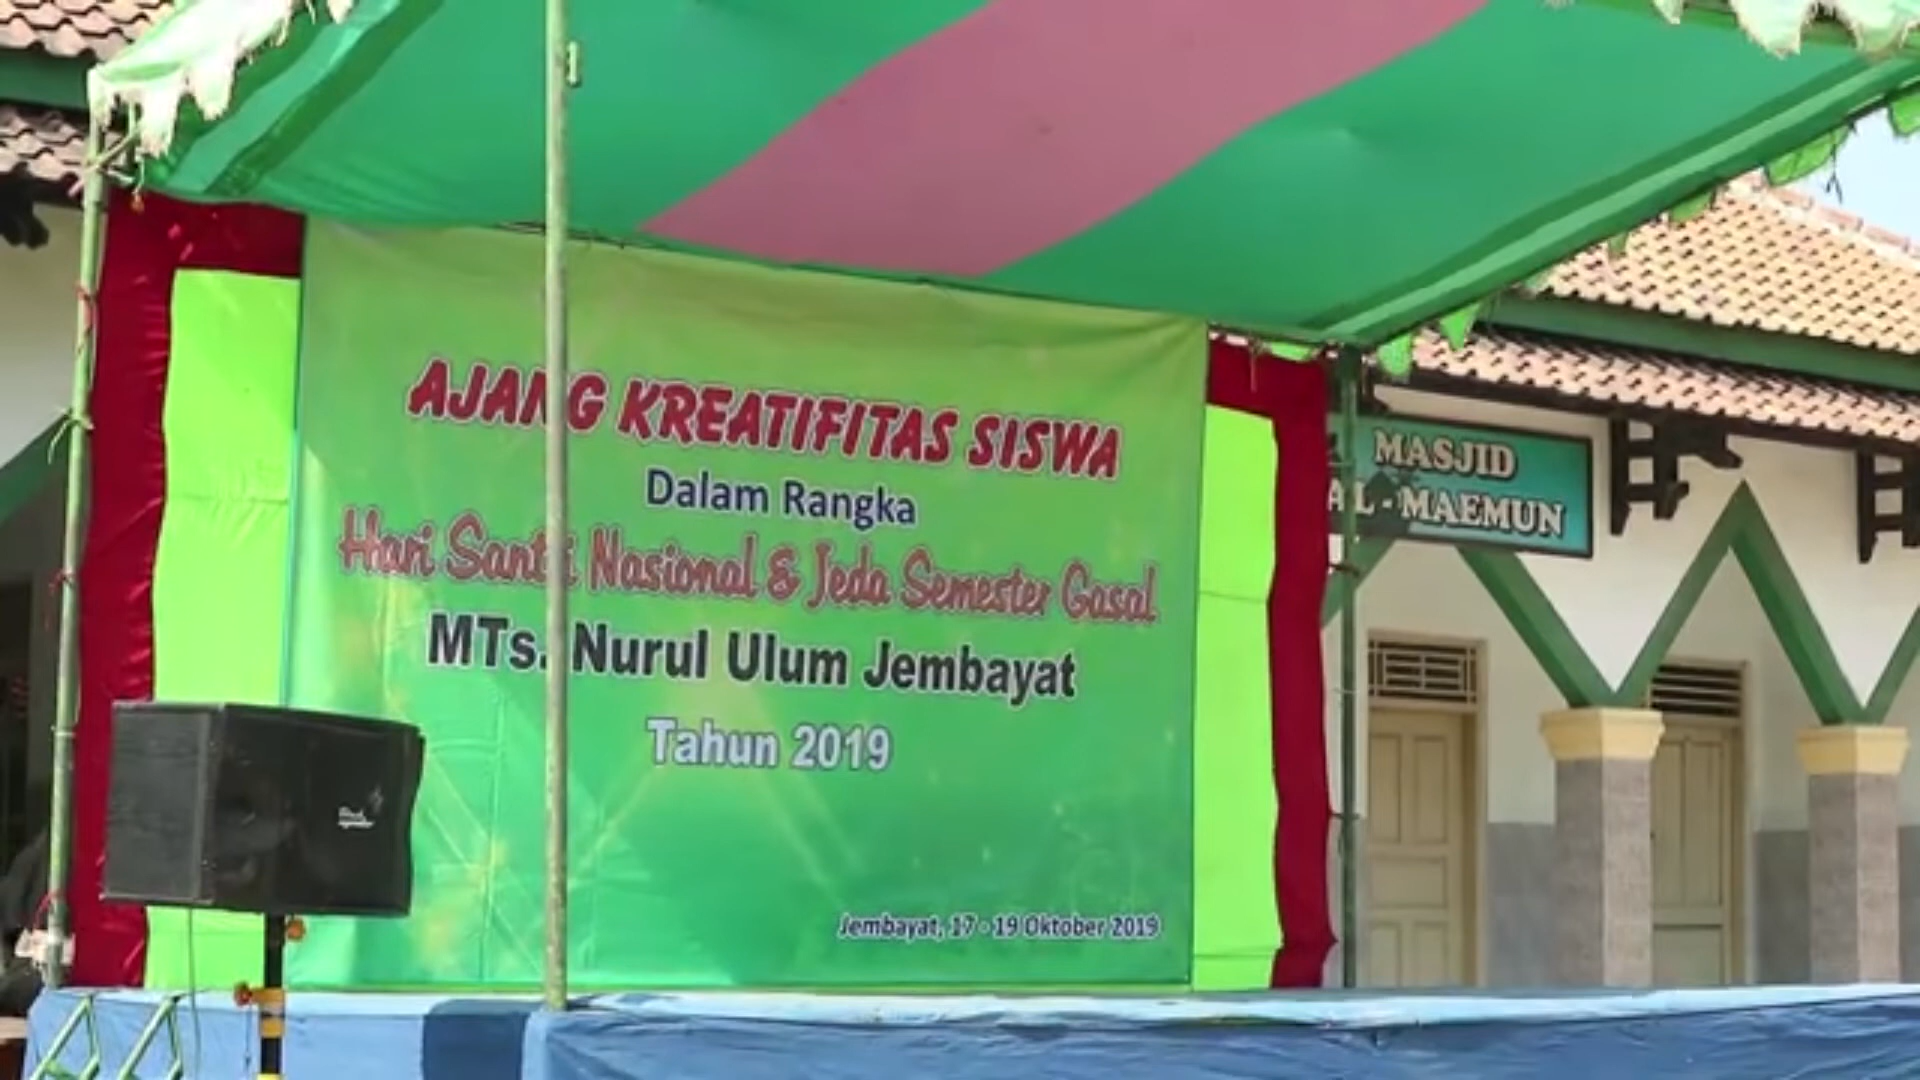 AJANG KREATIFITAS SISWA
Dalam Rangka
Hari Santri Nasional & Jeda Semester Gasal
MTs. Nurul Ulum Jembayat
Tahun 2019
Jembayat, 17 - 19 Oktober 2019
MASJID
AL - MAEMUN